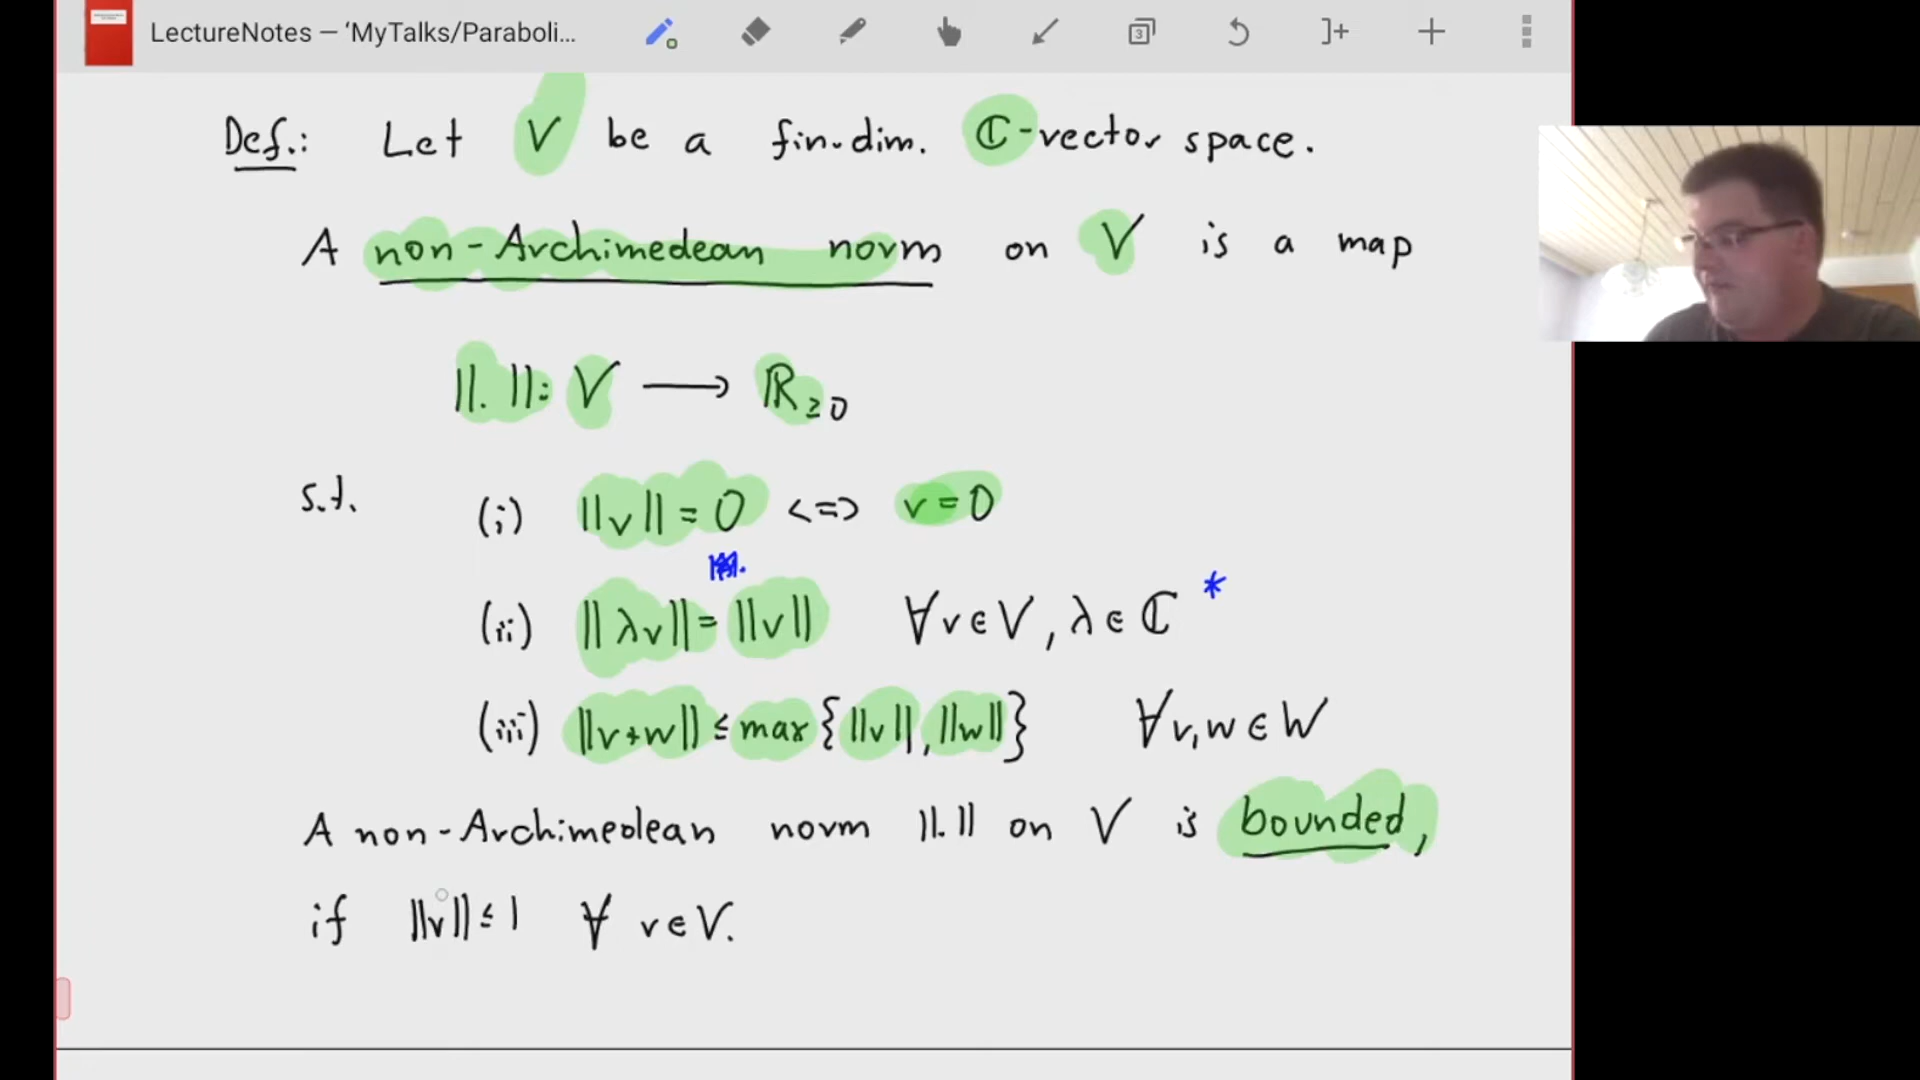 LectureNotes – ‘MyTalks/Paraboli...
3
Def.: Let V be a fin.dim. ℂ-vector space.
A non-Archimedean norm on V is a map
||.||: V ⟶ ℝ≥0
s.t. (i) ||v|| = 0 <=> v=0
(ii) ||λv|| = ||v|| ∀v∈V, λ∈ℂ*
(iii) ||v+w|| ≤ max{||v||, ||w||} ∀v,w∈W
A non-Archimedean norm ||.|| on V is bounded,
if ||v|| ≤ 1 ∀ v∈V.